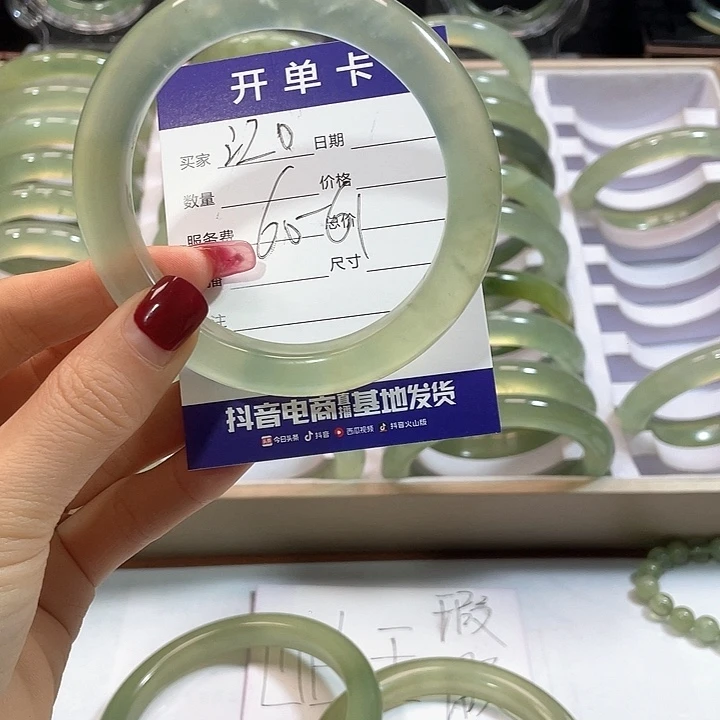 开单卡
买家 日期
数量 价格
服务费 总价
60-61
播 尺寸
注
抖音电商直播基地发货
今日头条 抖音 西瓜视频 抖音火山版
瑕